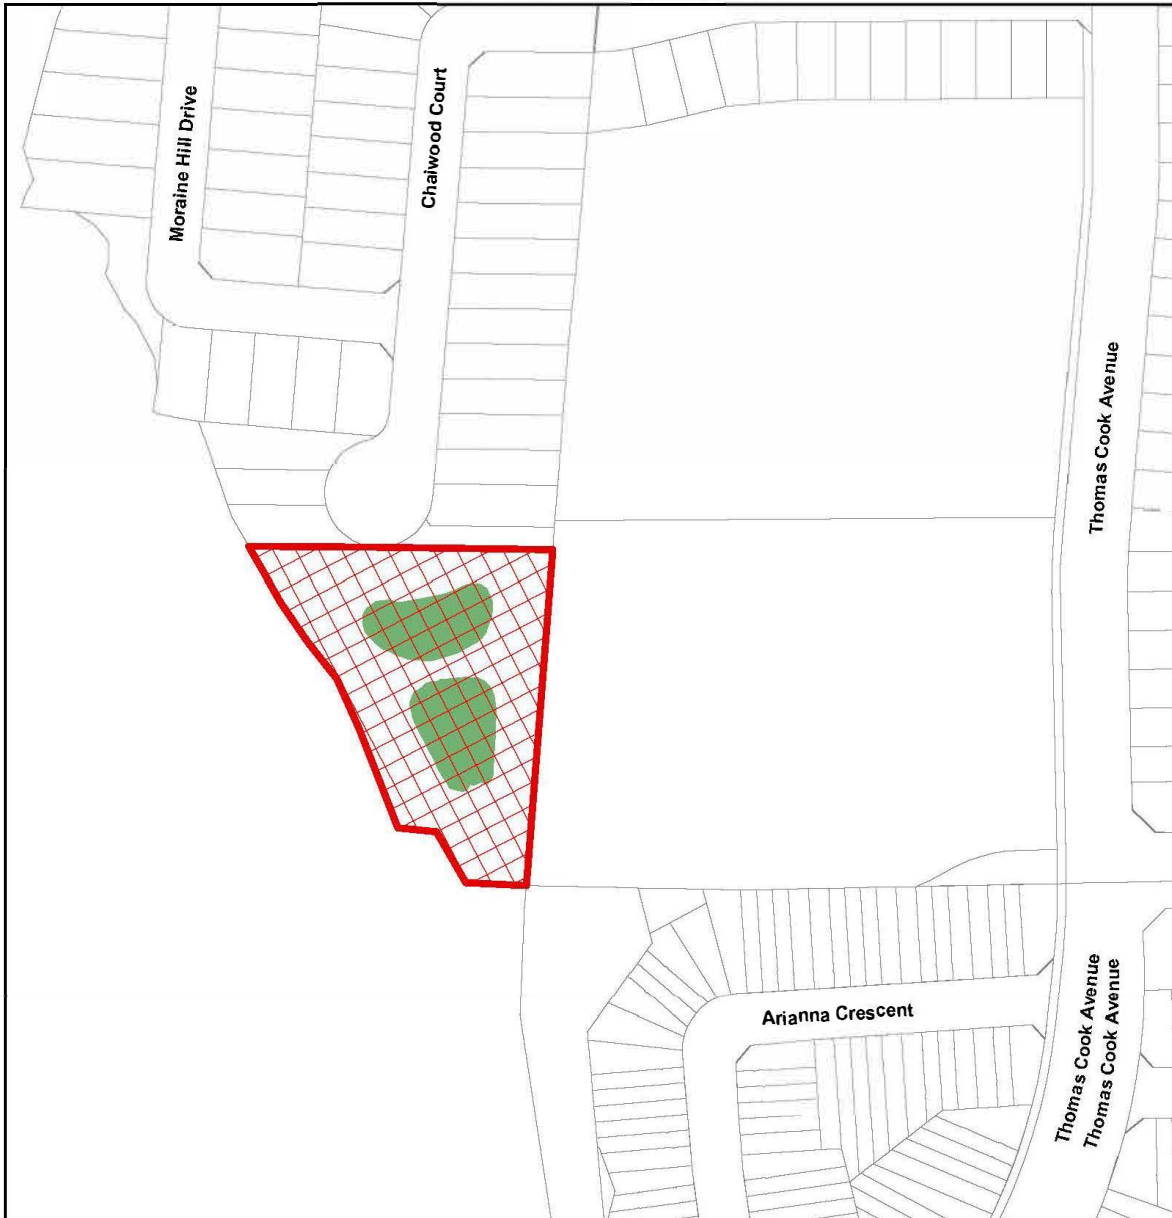 Moraine Hill Drive
Chaiwood Court
Thomas Cook Avenue
Arianna Crescent
Thomas Cook Avenue
Thomas Cook Avenue